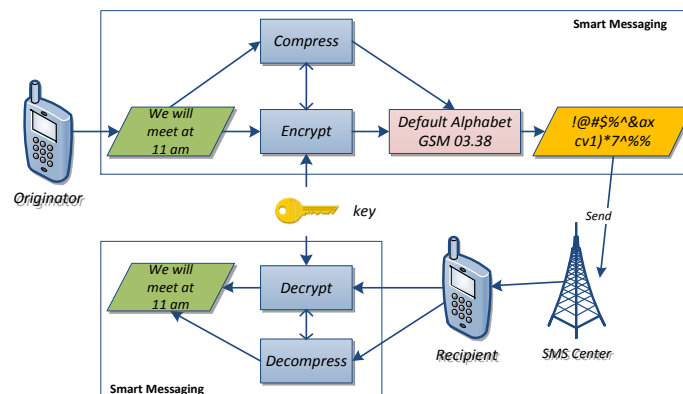 Smart Messaging
Compress
We will
meet at
11 am
Encrypt
Default Alphabet
GSM 03.38
!@#$%^&ax
cv1)*7^%%
Originator
key
Send
We will
meet at
11 am
Decrypt
Decompress
Recipient
SMS Center
Smart Messaging